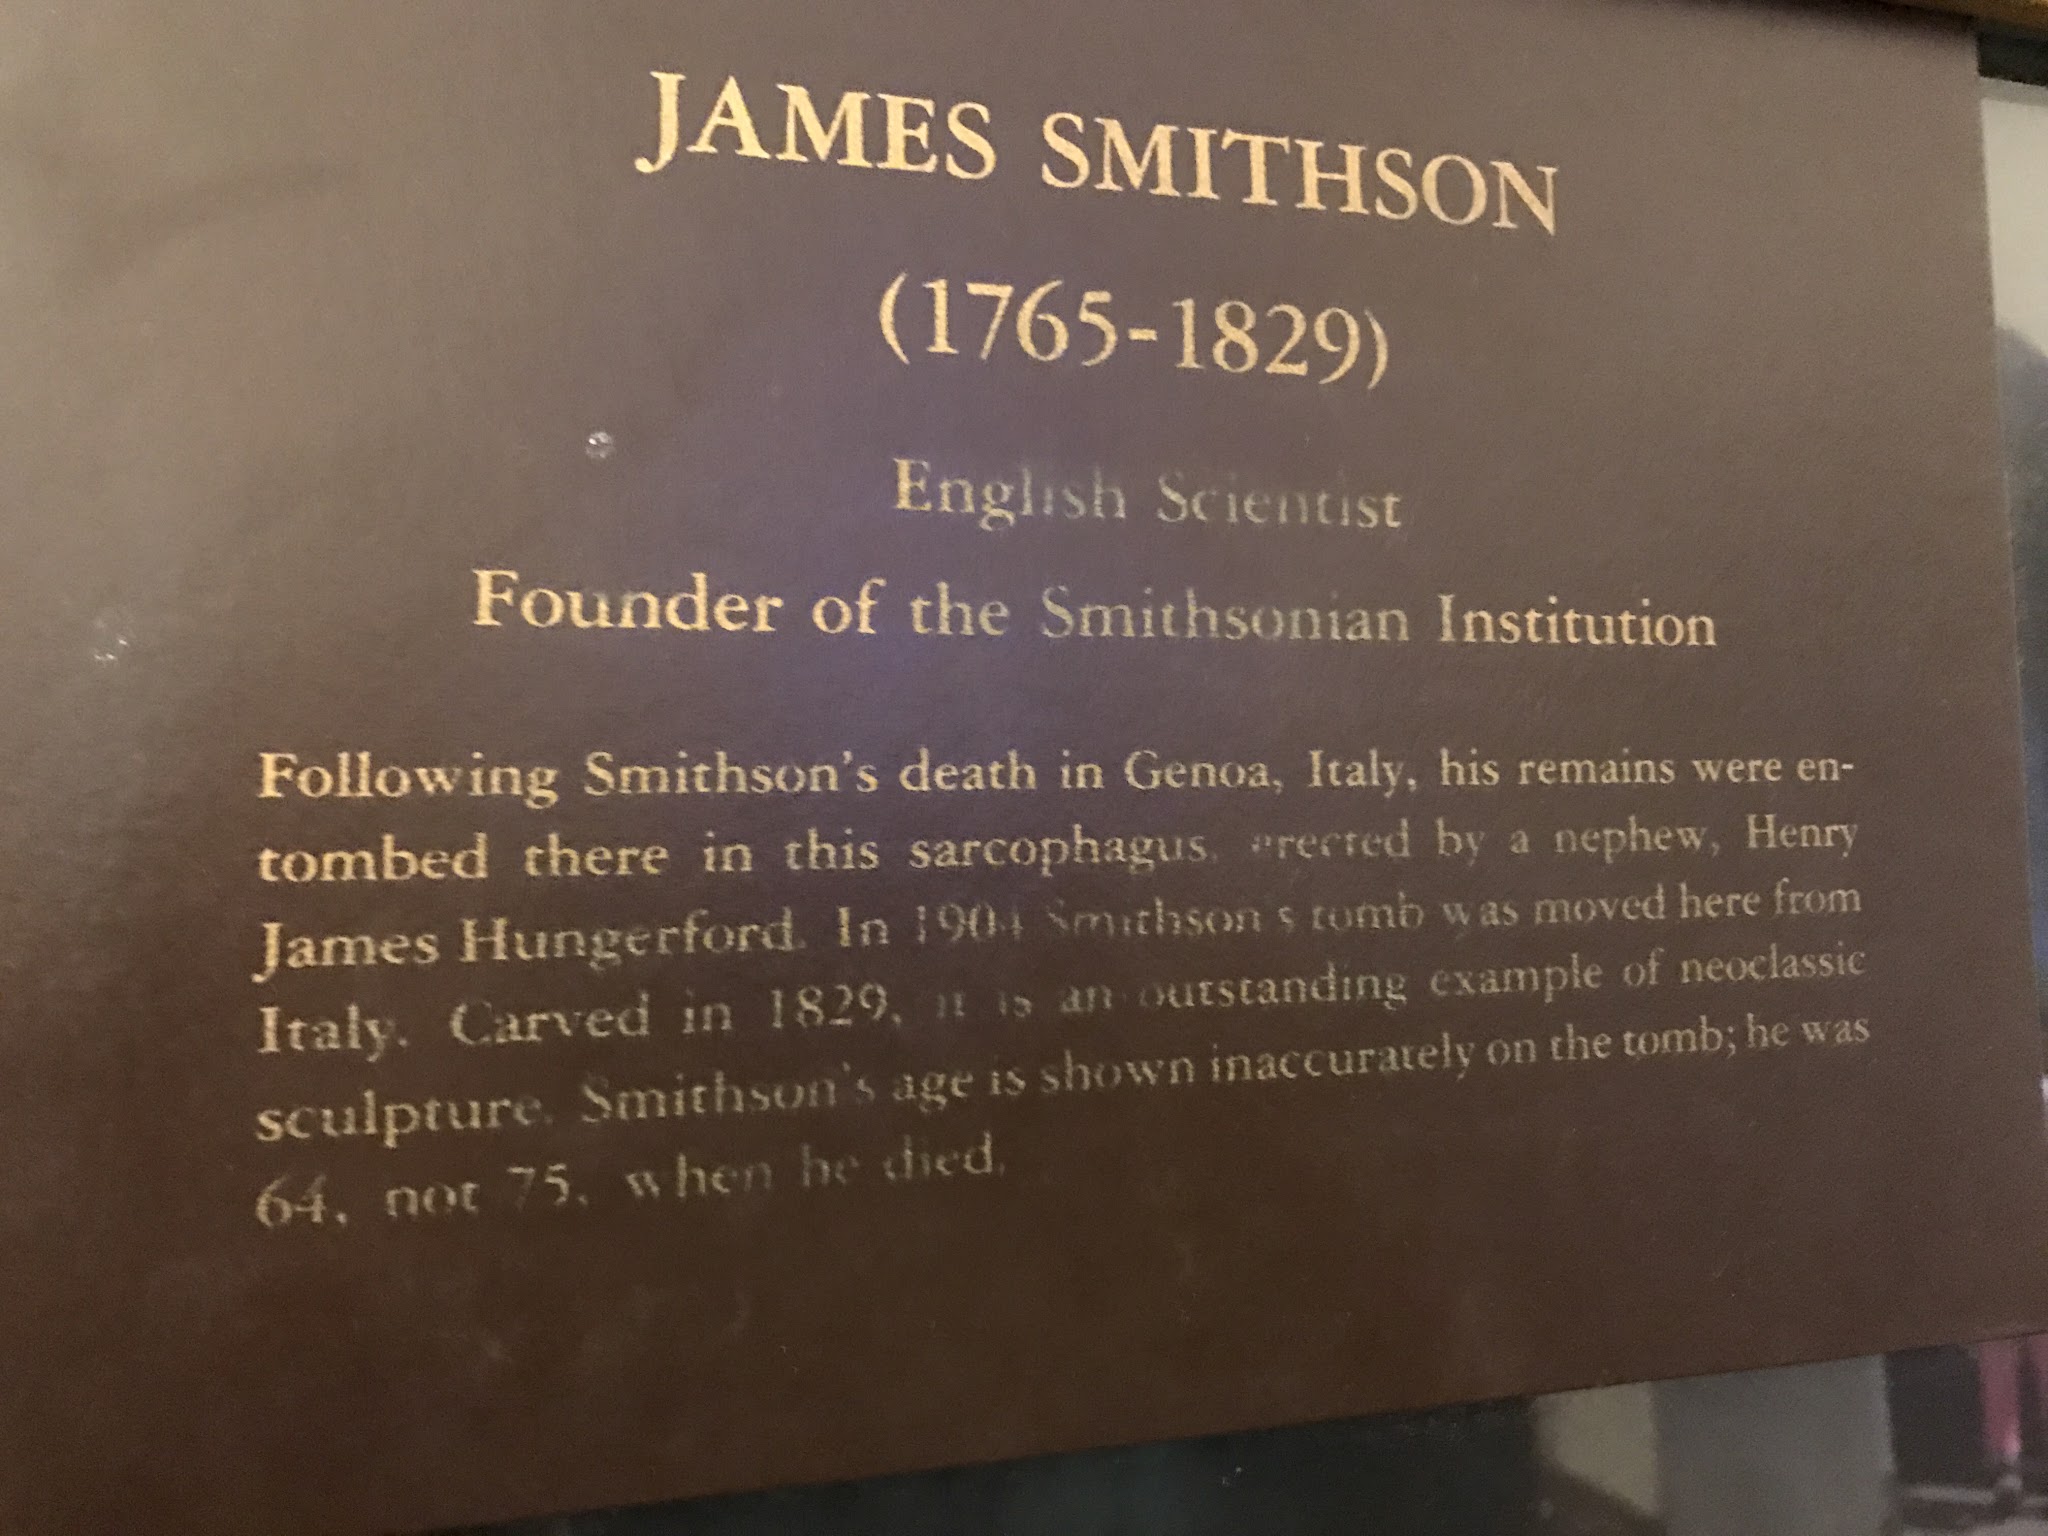 JAMES SMITHSON
(1765-1829)
English Scientist
Founder of the Smithsonian Institution
Following Smithson's death in Genoa, Italy, his remains were en-
tombed there in this sarcophagus, erected by a nephew, Henry
James Hungerford. In 1904 Smithson's tomb was moved here from
Italy. Carved in 1829, it is an outstanding example of neoclassic
sculpture. Smithson's age is shown inaccurately on the tomb; he was
64, not 75, when he died.